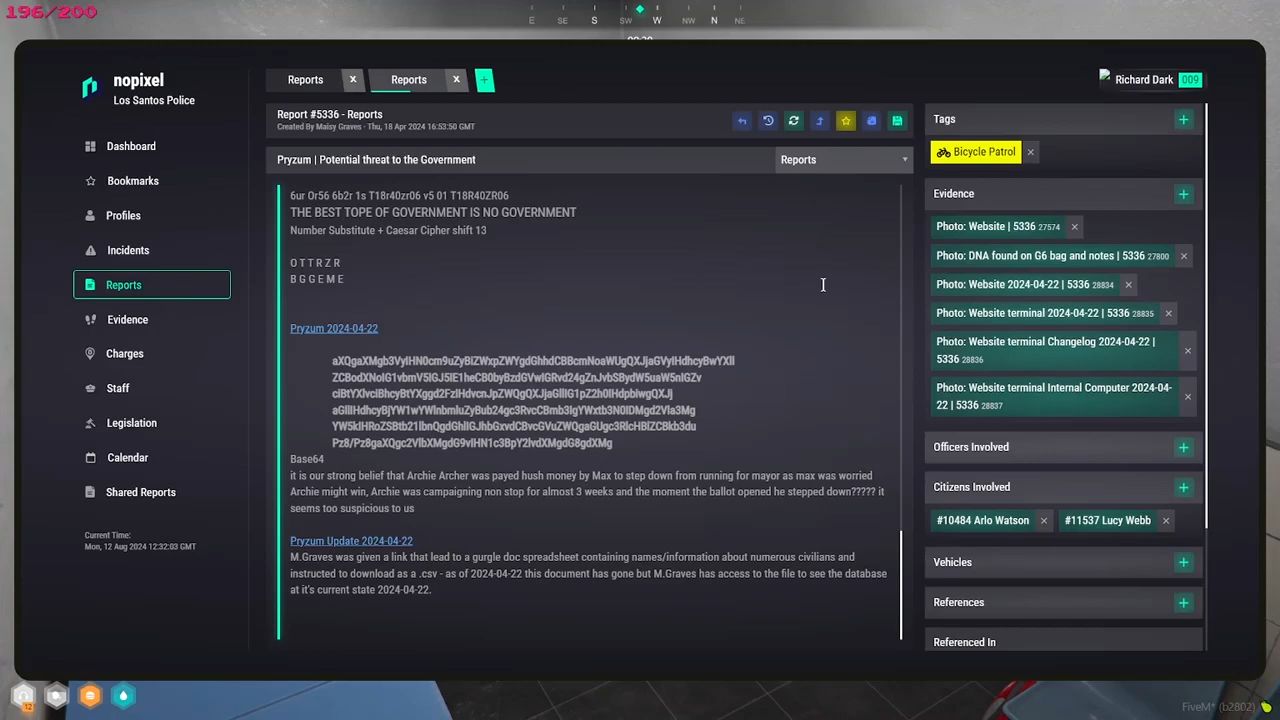 196/200
E SE S SW W NW N NE
nopixel
Los Santos Police
Dashboard
Bookmarks
Profiles
Incidents
Reports
Evidence
Charges
Staff
Legislation
Calendar
Shared Reports
Current Time:
Mon, 12 Aug 2024 12:32:03 GMT
Reports x Reports x +
Richard Dark 009
Report #5336 - Reports
Created By Maisy Graves - Thu, 18 Apr 2024 16:53:50 GMT
Pryzum | Potential threat to the Government
Reports
6ur 0r56 6b2r 1s T18r40zr06 v5 01 T18R40ZR06
THE BEST TOPE OF GOVERNMENT IS NO GOVERNMENT
Number Substitute + Caesar Cipher shift 13
O T T R Z R
B G G E M E
Pryzum 2024-04-22
Base64
it is our strong belief that Archie Archer was payed hush money by Max to step down from running for mayor as max was worried
Archie might win, Archie was campaigning non stop for almost 3 weeks and the moment the ballot opened he stepped down????? it
seems too suspicious to us
Pryzum Update 2024-04-22
M.Graves was given a link that lead to a gurgle doc spreadsheet containing names/information about numerous civilians and
instructed to download as a .csv - as of 2024-04-22 this document has gone but M.Graves has access to the file to see the database
at it's current state 2024-04-22.
Tags
Bicycle Patrol x
Evidence
Photo: Website | 5336 27574 x
Photo: DNA found on G6 bag and notes | 5336 27800 x
Photo: Website 2024-04-22 | 5336 28834 x
Photo: Website terminal 2024-04-22 | 5336 28835 x
Photo: Website terminal Changelog 2024-04-22 |
5336 28836 x
Photo: Website terminal Internal Computer 2024-04-
22 | 5336 28837 x
Officers Involved
Citizens Involved
#10484 Arlo Watson x #11537 Lucy Webb x
Vehicles
References
Referenced In
12
FiveM* (b2802)